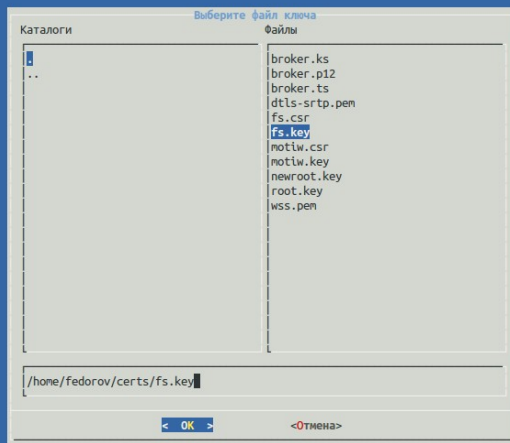 Выберите файл ключа
Каталоги
.
..
Файлы
broker.ks
broker.p12
broker.ts
dtls-srtp.pem
fs.csr
fs.key
motiw.csr
motiw.key
newroot.key
root.key
wss.pem
/home/fedorov/certs/fs.key
< OK > <Отмена>